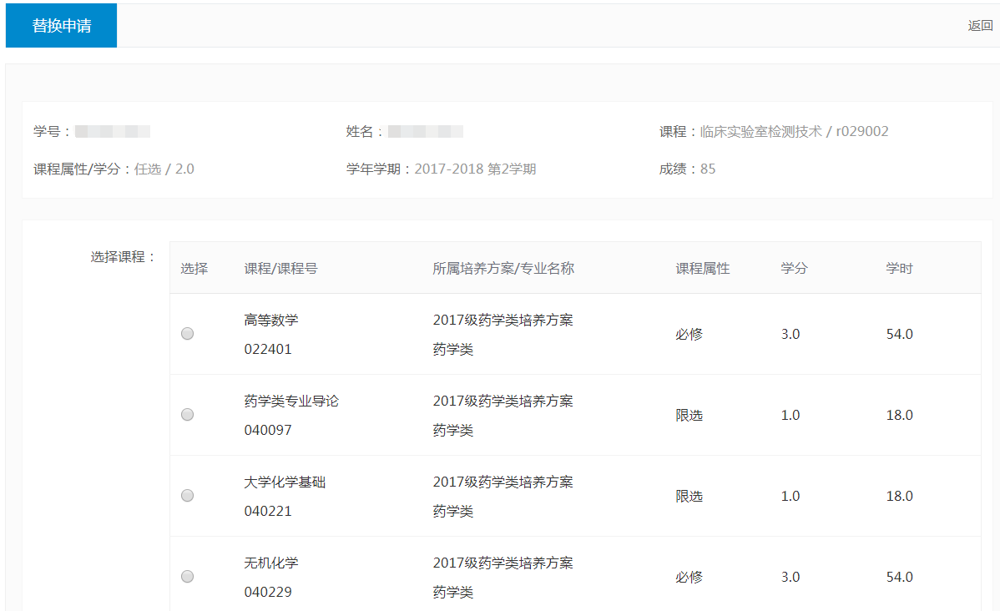 替换申请
返回
学号：
姓名：
课程：临床实验室检测技术 / r029002
课程属性/学分：任选 / 2.0
学年学期：2017-2018 第2学期
成绩：85
选择课程：
选择 课程/课程号 所属培养方案/专业名称 课程属性 学分 学时
高等数学
022401
2017级药学类培养方案
药学类
必修
3.0
54.0
药学类专业导论
040097
2017级药学类培养方案
药学类
限选
1.0
18.0
大学化学基础
040221
2017级药学类培养方案
药学类
限选
1.0
18.0
无机化学
040229
2017级药学类培养方案
药学类
必修
3.0
54.0